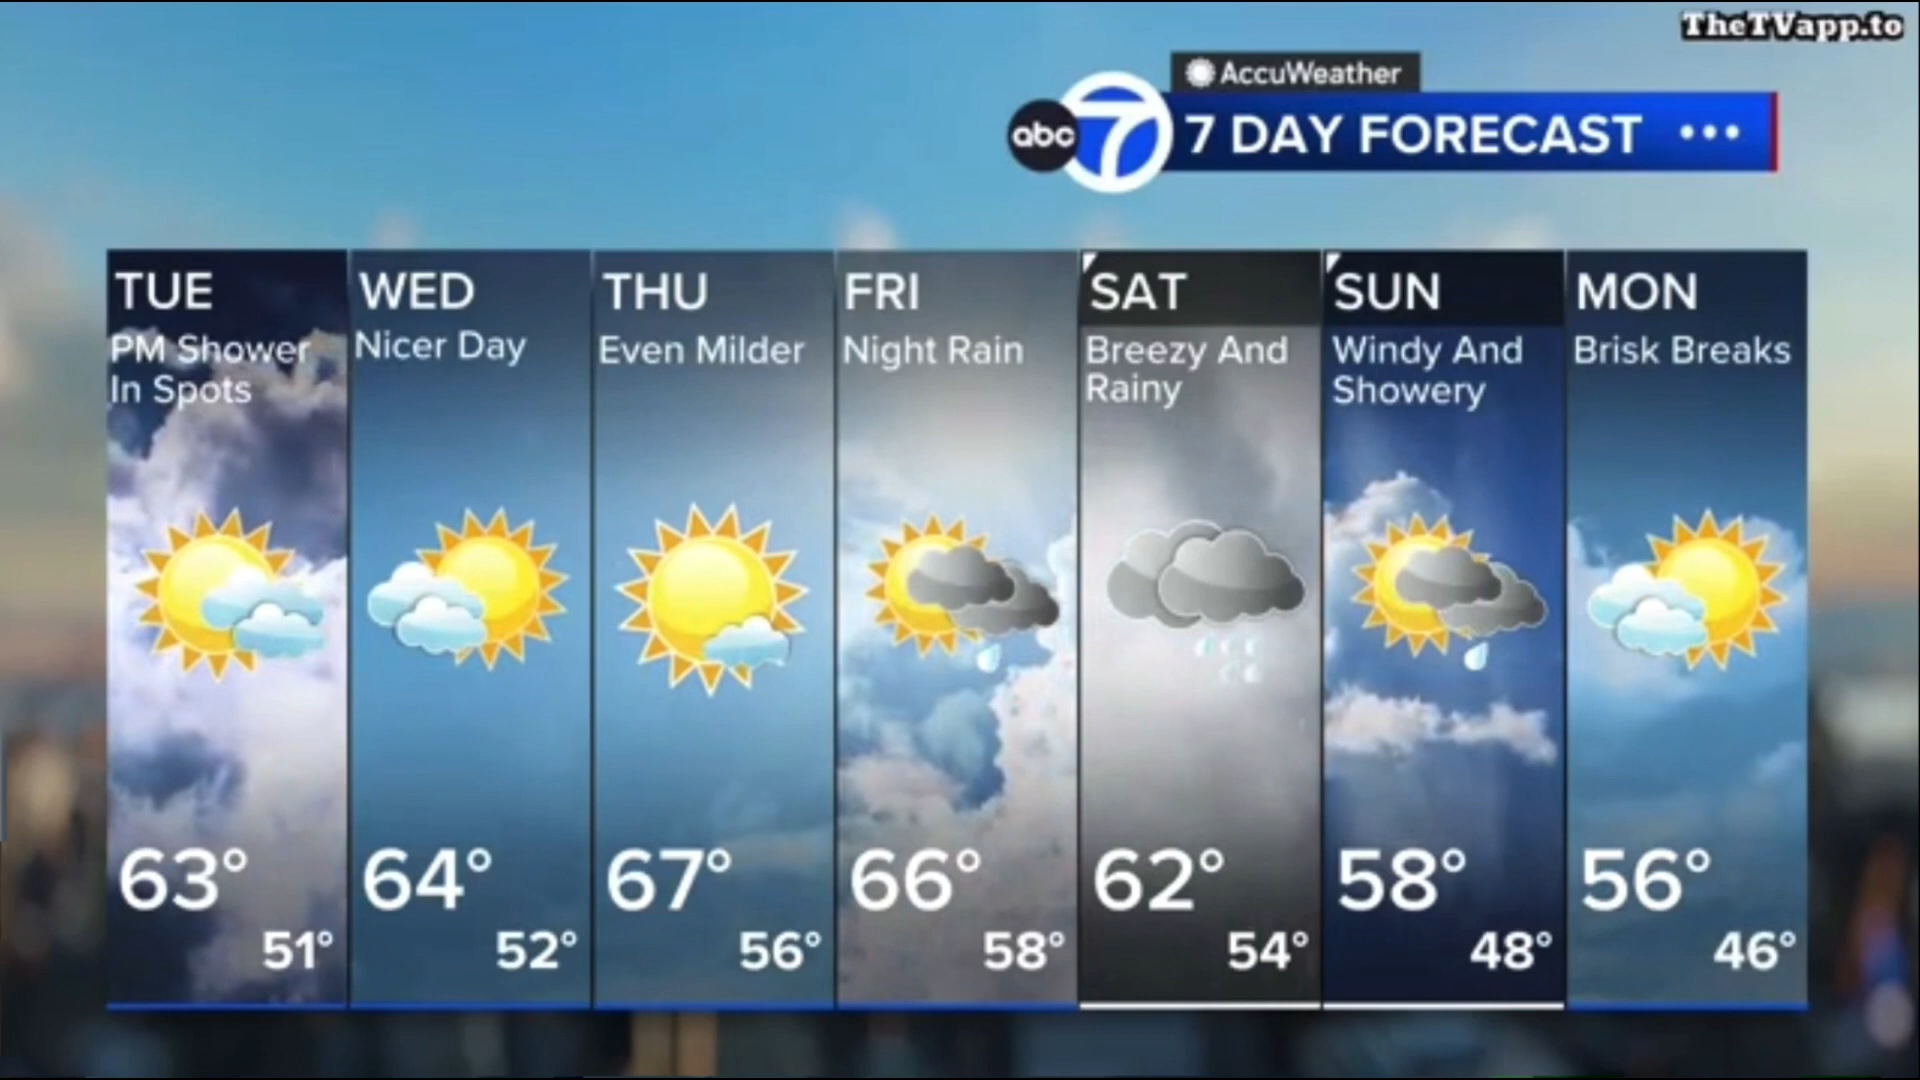 TheTVapp.to
AccuWeather
abc 7 7 DAY FORECAST
TUE
PM Shower
In Spots
63°
51°
WED
Nicer Day
64°
52°
THU
Even Milder
67°
56°
FRI
Night Rain
66°
58°
SAT
Breezy And
Rainy
62°
54°
SUN
Windy And
Showery
58°
48°
MON
Brisk Breaks
56°
46°